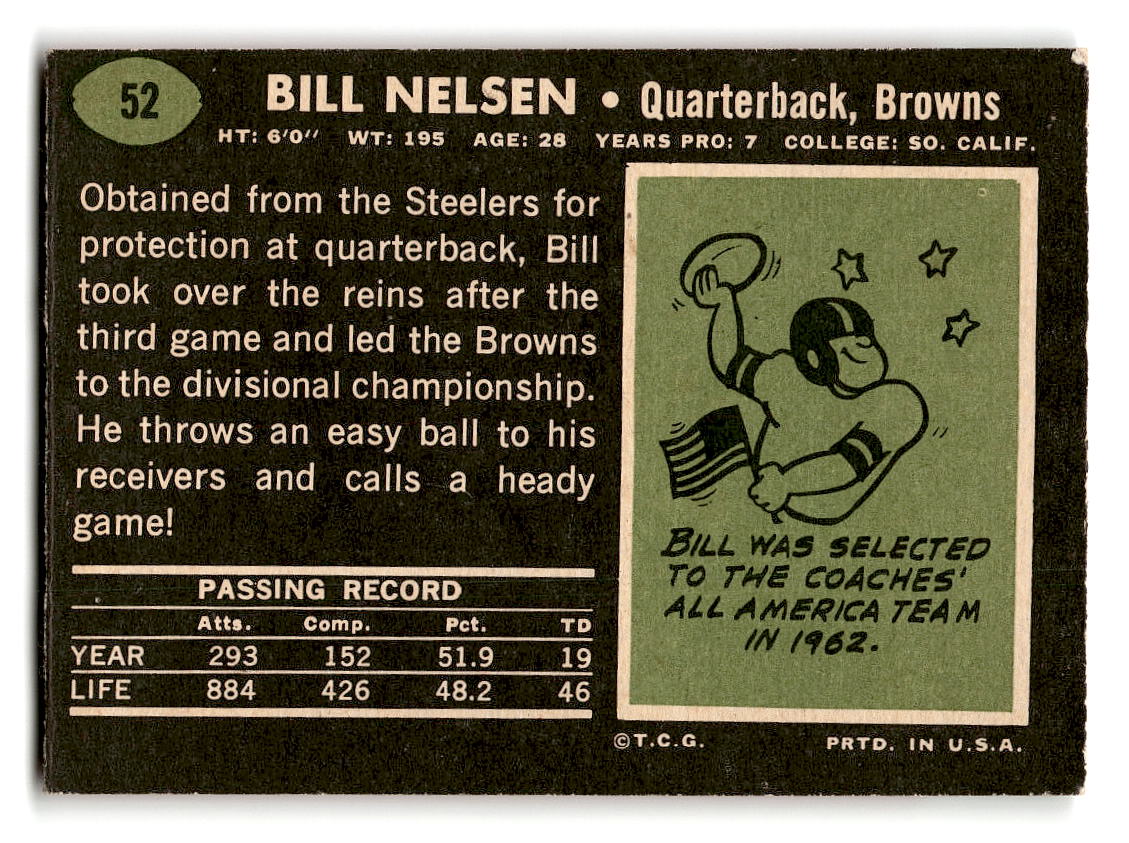 52
BILL NELSEN • Quarterback, Browns
HT: 6'0" WT: 195 AGE: 28 YEARS PRO: 7 COLLEGE: SO. CALIF.
Obtained from the Steelers for
protection at quarterback, Bill
took over the reins after the
third game and led the Browns
to the divisional championship.
He throws an easy ball to his
receivers and calls a heady
game!
PASSING RECORD
Atts. Comp. Pct. TD
YEAR 293 152 51.9 19
LIFE 884 426 48.2 46
BILL WAS SELECTED
TO THE COACHES'
ALL AMERICA TEAM
IN 1962.
©T.C.G. PRTD. IN U.S.A.